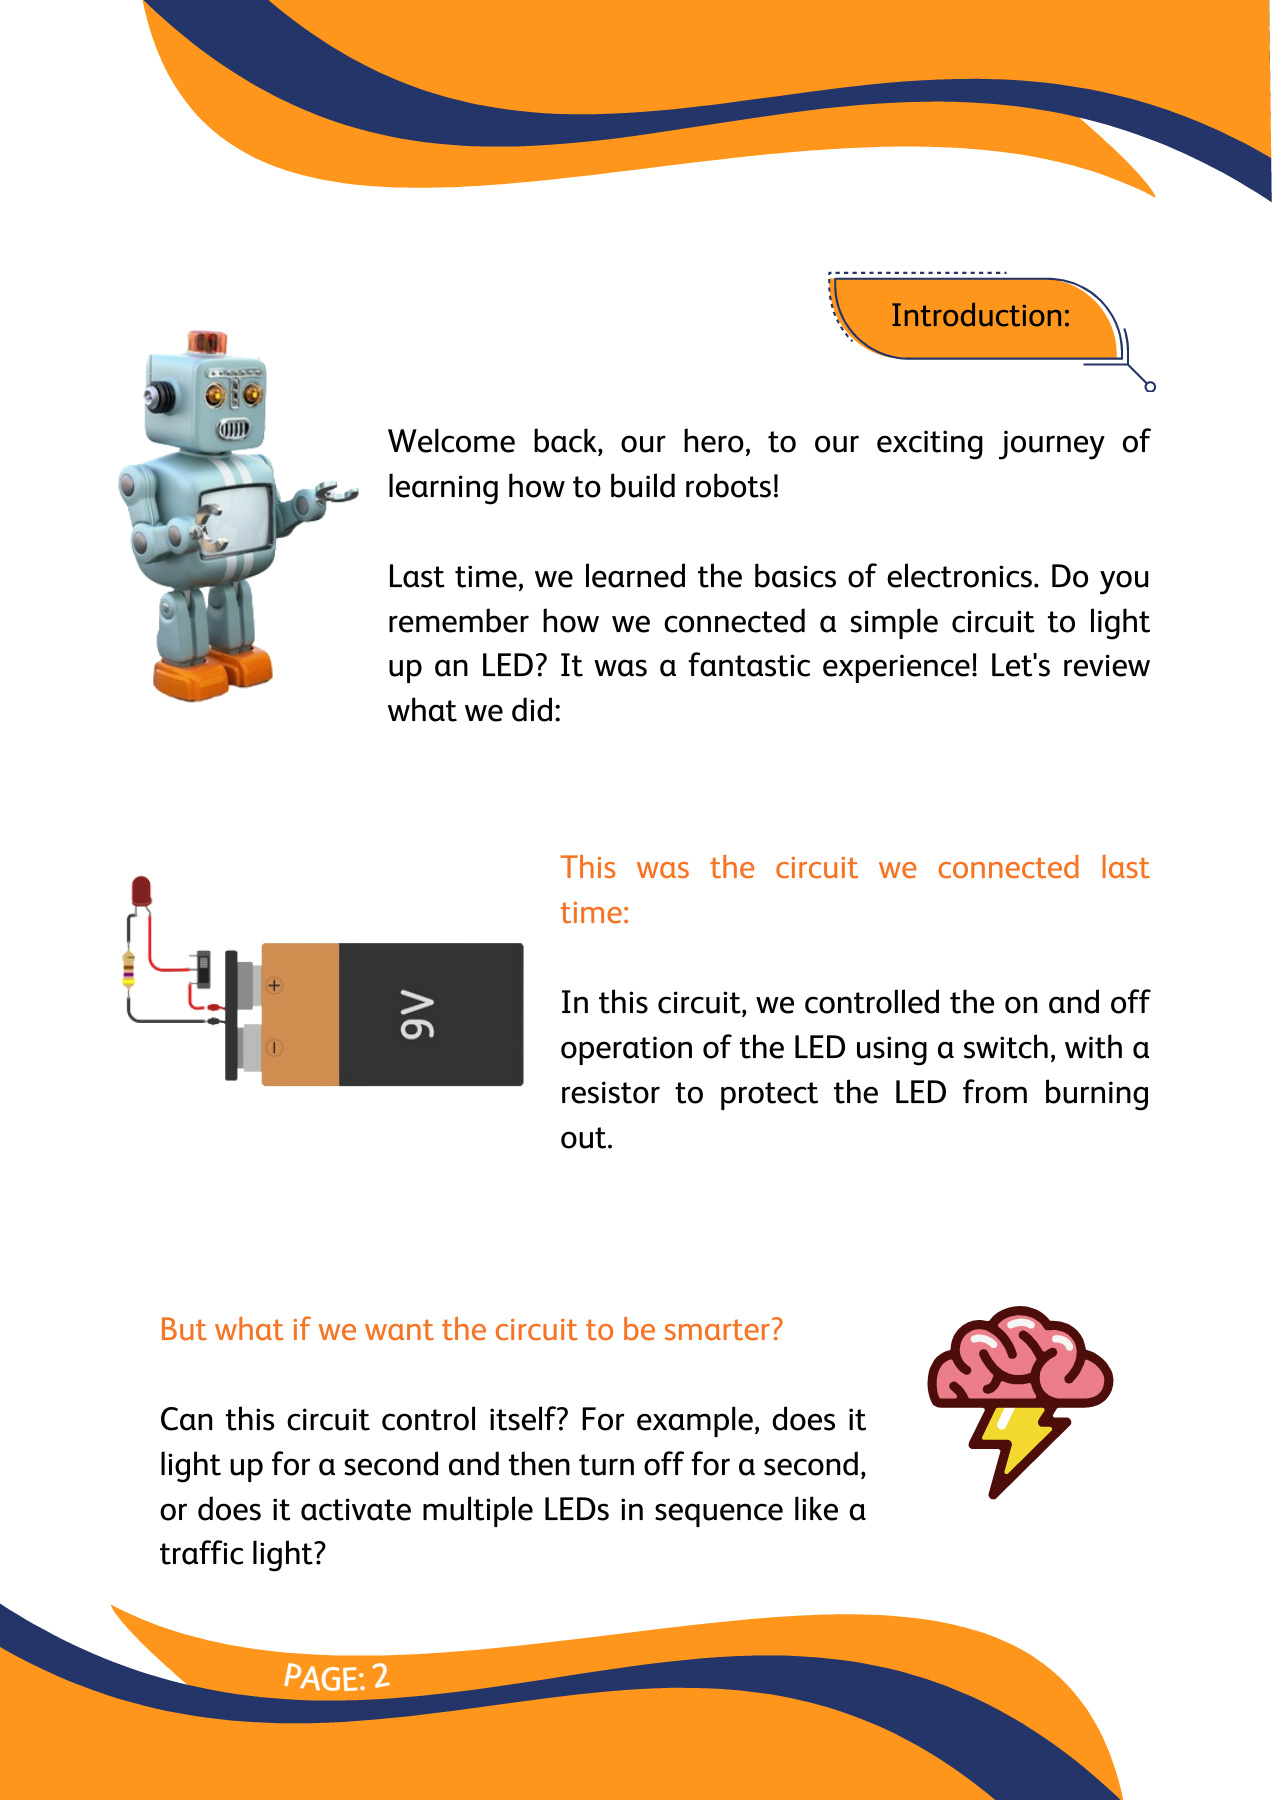 Introduction:
Welcome back, our hero, to our exciting journey of
learning how to build robots!
Last time, we learned the basics of electronics. Do you
remember how we connected a simple circuit to light
up an LED? It was a fantastic experience! Let's review
what we did:
This was the circuit we connected last
time:
+
9V
−
In this circuit, we controlled the on and off
operation of the LED using a switch, with a
resistor to protect the LED from burning
out.
But what if we want the circuit to be smarter?
Can this circuit control itself? For example, does it
light up for a second and then turn off for a second,
or does it activate multiple LEDs in sequence like a
traffic light?
PAGE: 2